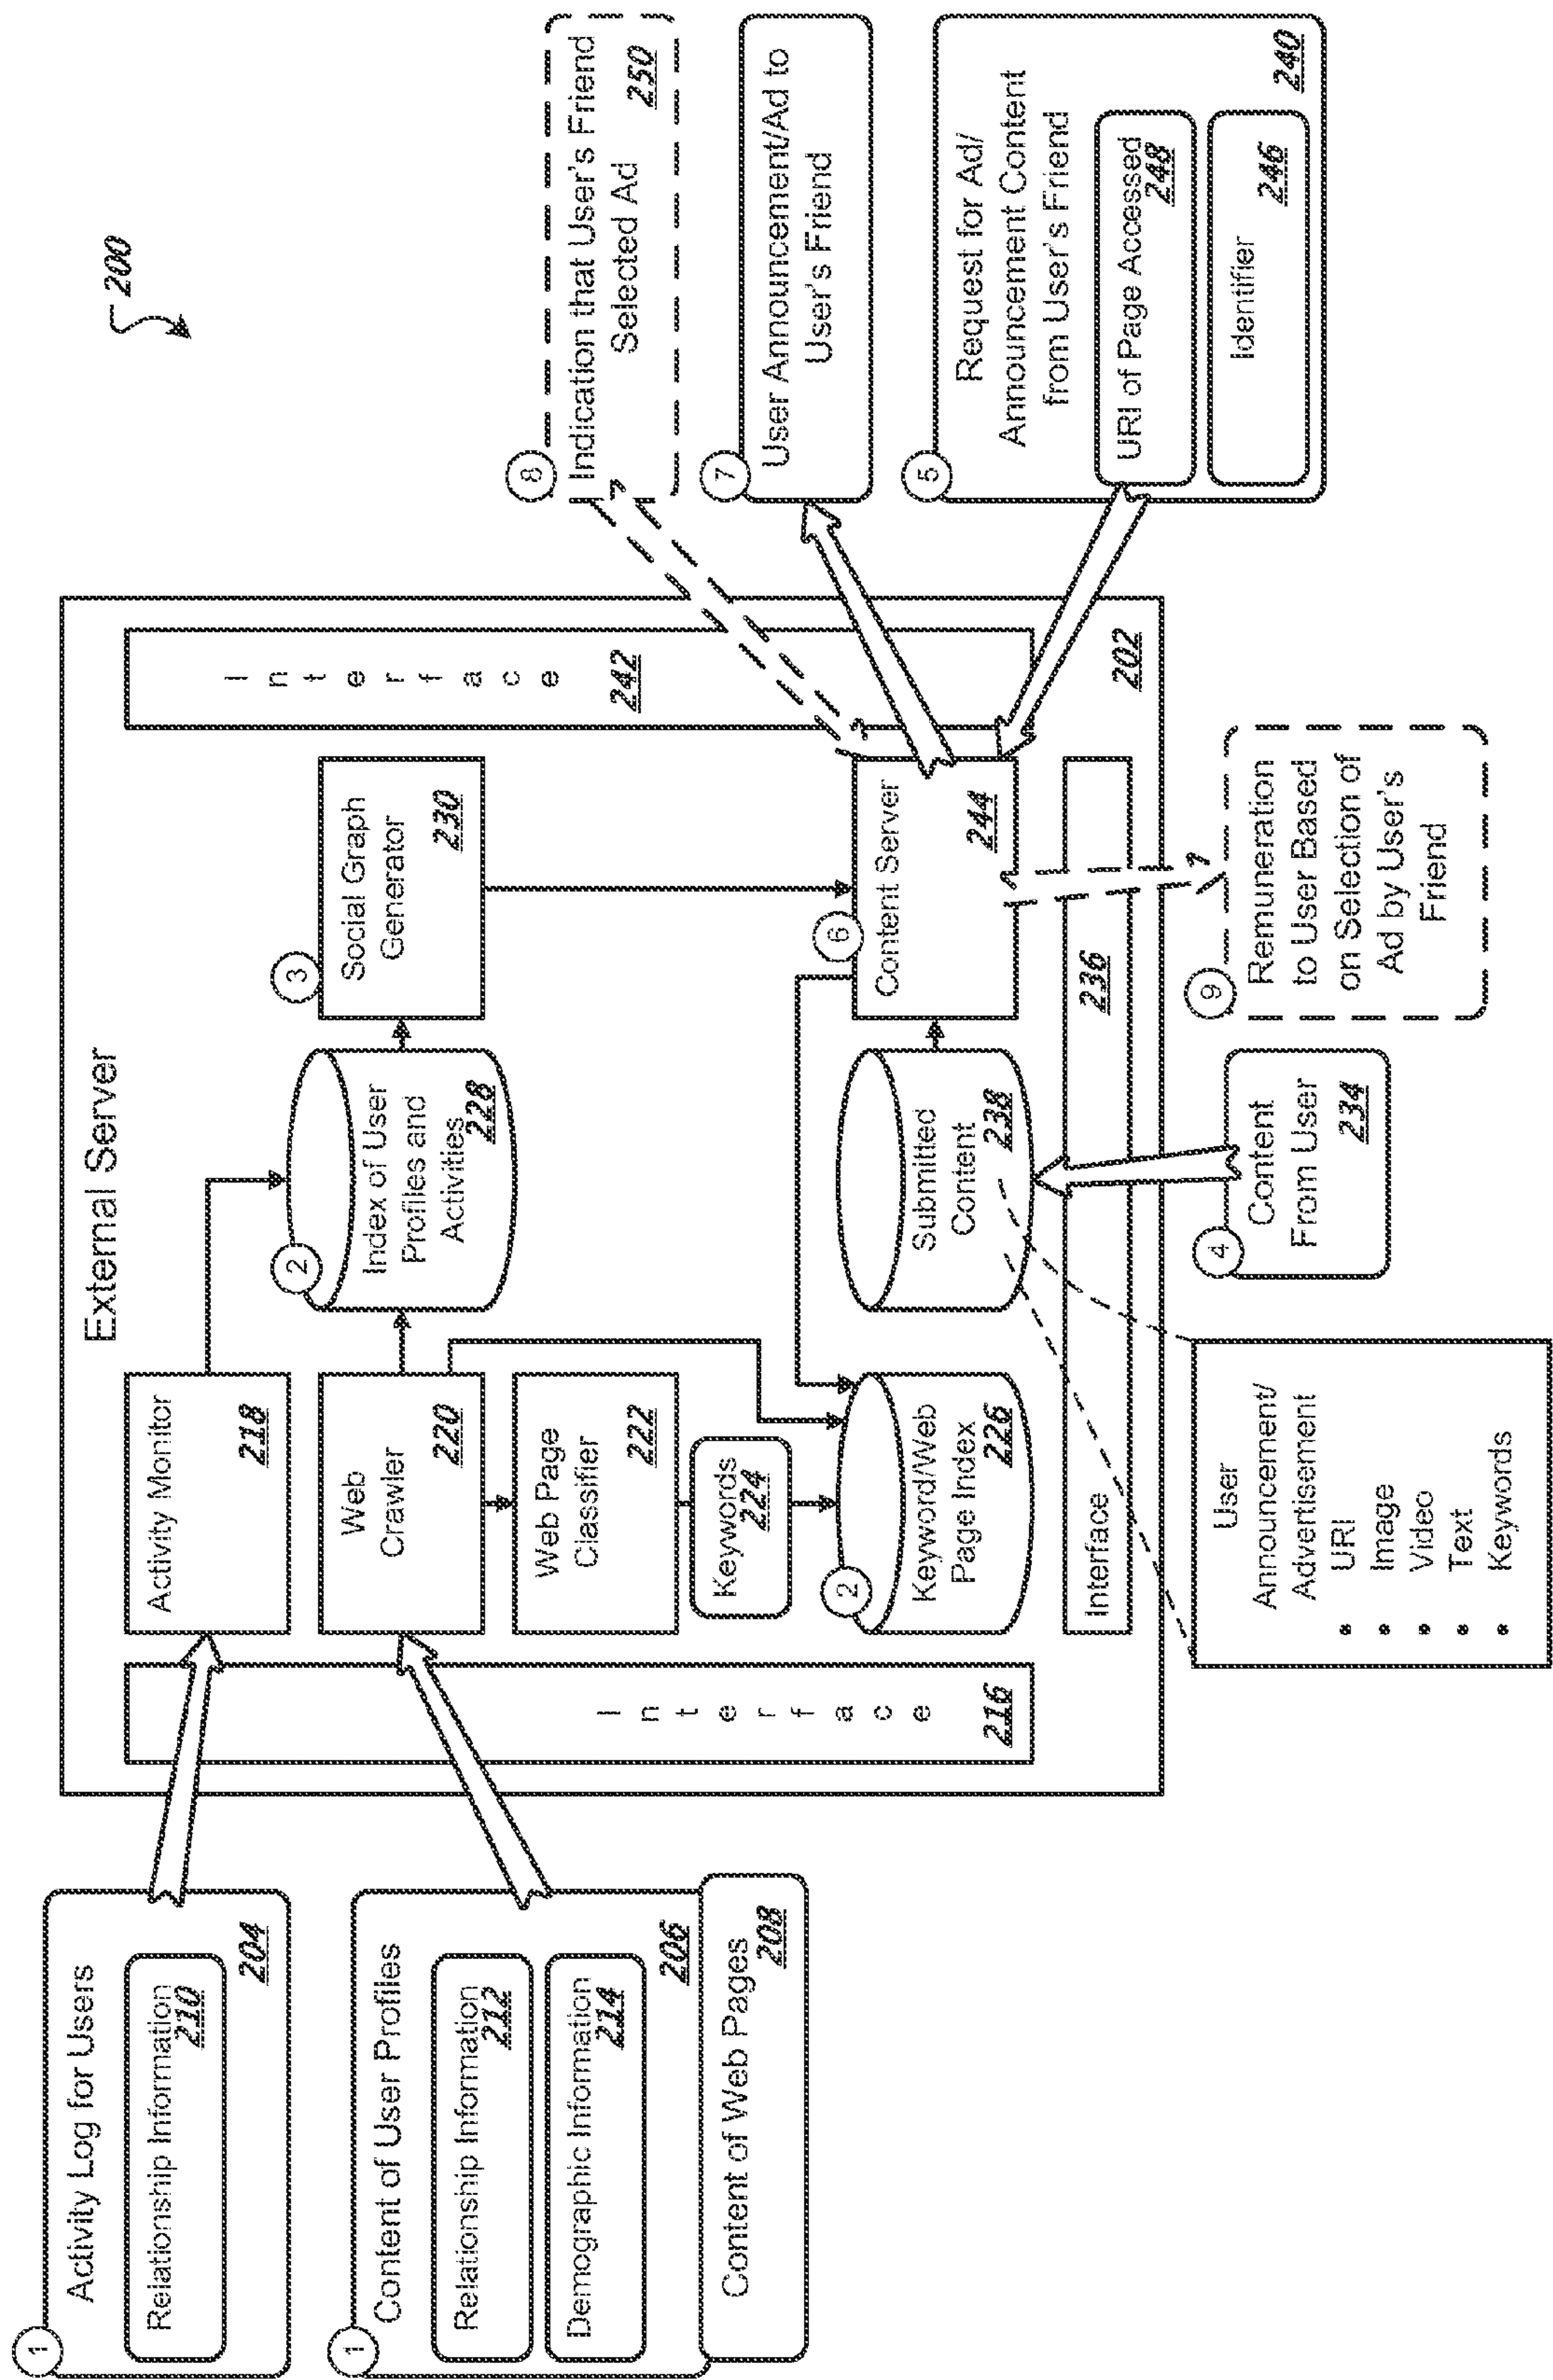 200
1
Activity Log for Users
Relationship Information
210
204
1
Content of User Profiles
Relationship Information
212
Demographic Information
214
206
Content of Web Pages
208
External Server
Interface
216
Activity Monitor
218
Web
Crawler
220
Web Page
Classifier
222
Keywords
224
2
Keyword/Web
Page Index
226
2
Index of User
Profiles and
Activities
228
3
Social Graph
Generator
230
Submitted
Content
238
6
Content Server
244
Interface
236
Interface
242
202
8
Indication that User's Friend
Selected Ad
250
7
User Announcement/Ad to
User's Friend
5
Request for Ad/
Announcement Content
from User's Friend
URI of Page Accessed
248
Identifier
246
240
User
Announcement/
Advertisement
• URI
• Image
• Video
• Text
• Keywords
4
Content
From User
234
9
Remuneration
to User Based
on Selection of
Ad by User's
Friend